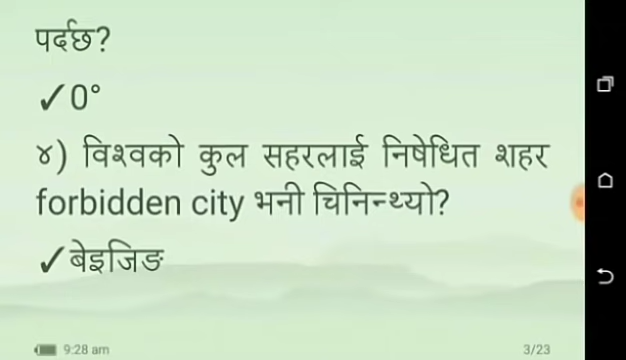 पर्दछ?
✓0°
४) विश्वको कुल सहरलाई निषेधित शहर
forbidden city भनी चिनिन्थ्यो?
✓बेइजिङ
9:28 am
3/23